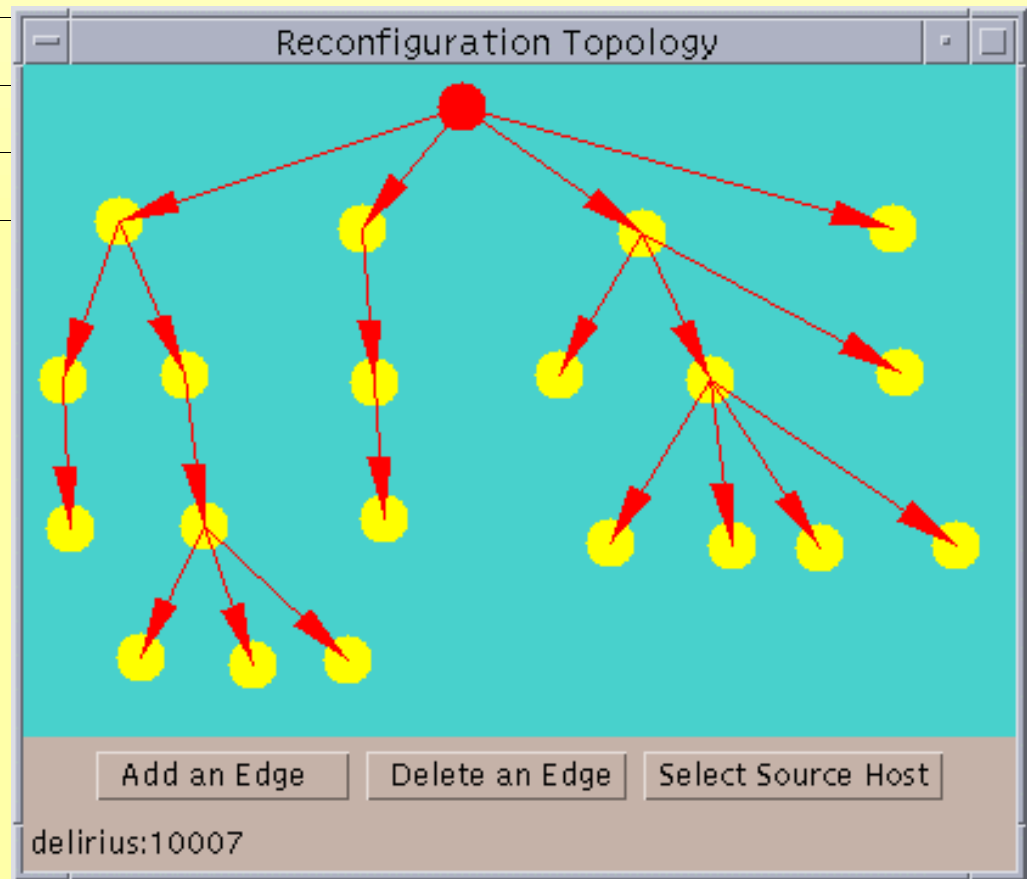 Reconfiguration Topology
Add an Edge
Delete an Edge
Select Source Host
delirius:10007